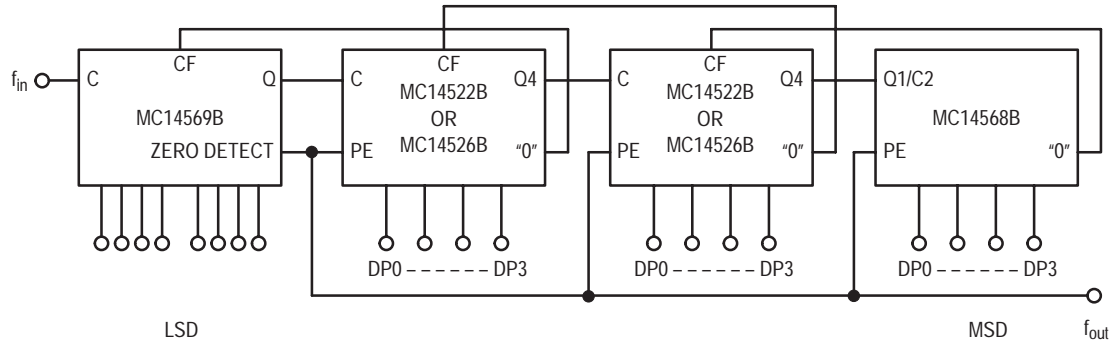 CF
CF
CF
f_in
C
Q
C
Q4
C
Q4
Q1/C2
MC14569B
MC14522B
OR
MC14526B
MC14522B
OR
MC14526B
MC14568B
ZERO DETECT
PE
"0"
PE
"0"
PE
"0"
DP0 – – – – – – DP3
DP0 – – – – – – DP3
DP0 – – – – – – DP3
LSD
MSD
f_out